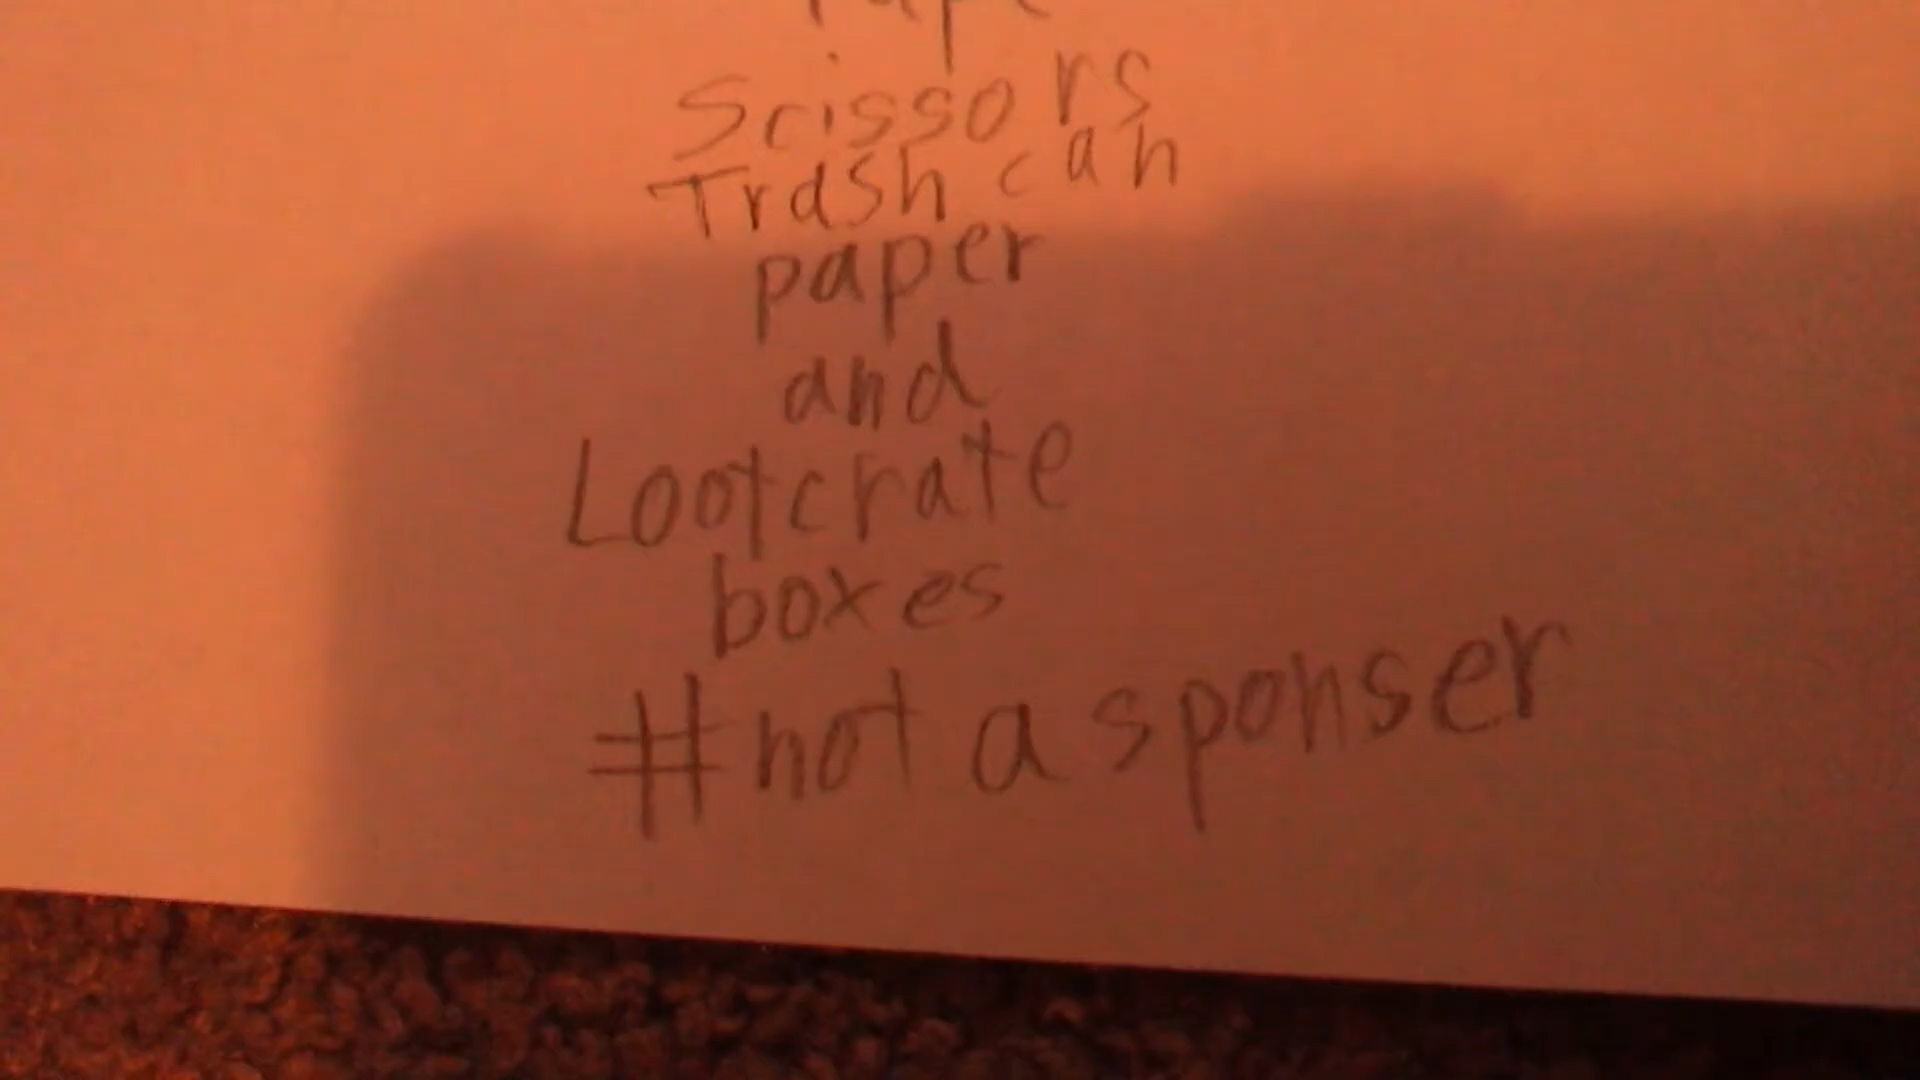 Scissors
Trash can
paper
and
Lootcrate
boxes
#not a sponser